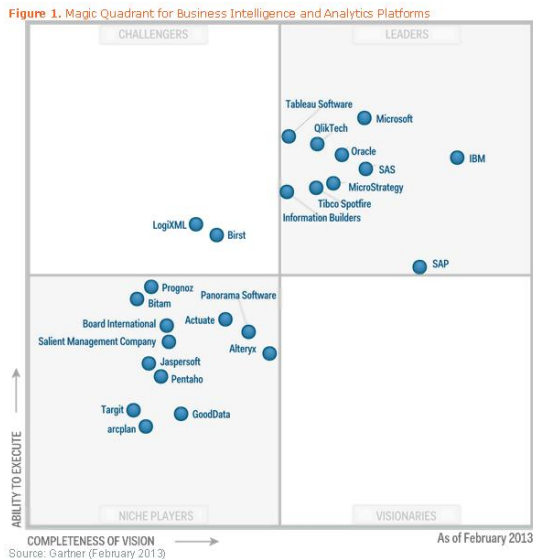 Figure 1. Magic Quadrant for Business Intelligence and Analytics Platforms
CHALLENGERS
LEADERS
Tableau Software
Microsoft
QlikTech
Oracle
IBM
SAS
MicroStrategy
Tibco Spotfire
Information Builders
LogiXML
Birst
SAP
Prognoz
Panorama Software
Bitam
Board International
Actuate
Salient Management Company
Alteryx
Jaspersoft
Pentaho
Targit
GoodData
arcplan
ABILITY TO EXECUTE
NICHE PLAYERS
VISIONARIES
COMPLETENESS OF VISION
As of February 2013
Source: Gartner (February 2013)